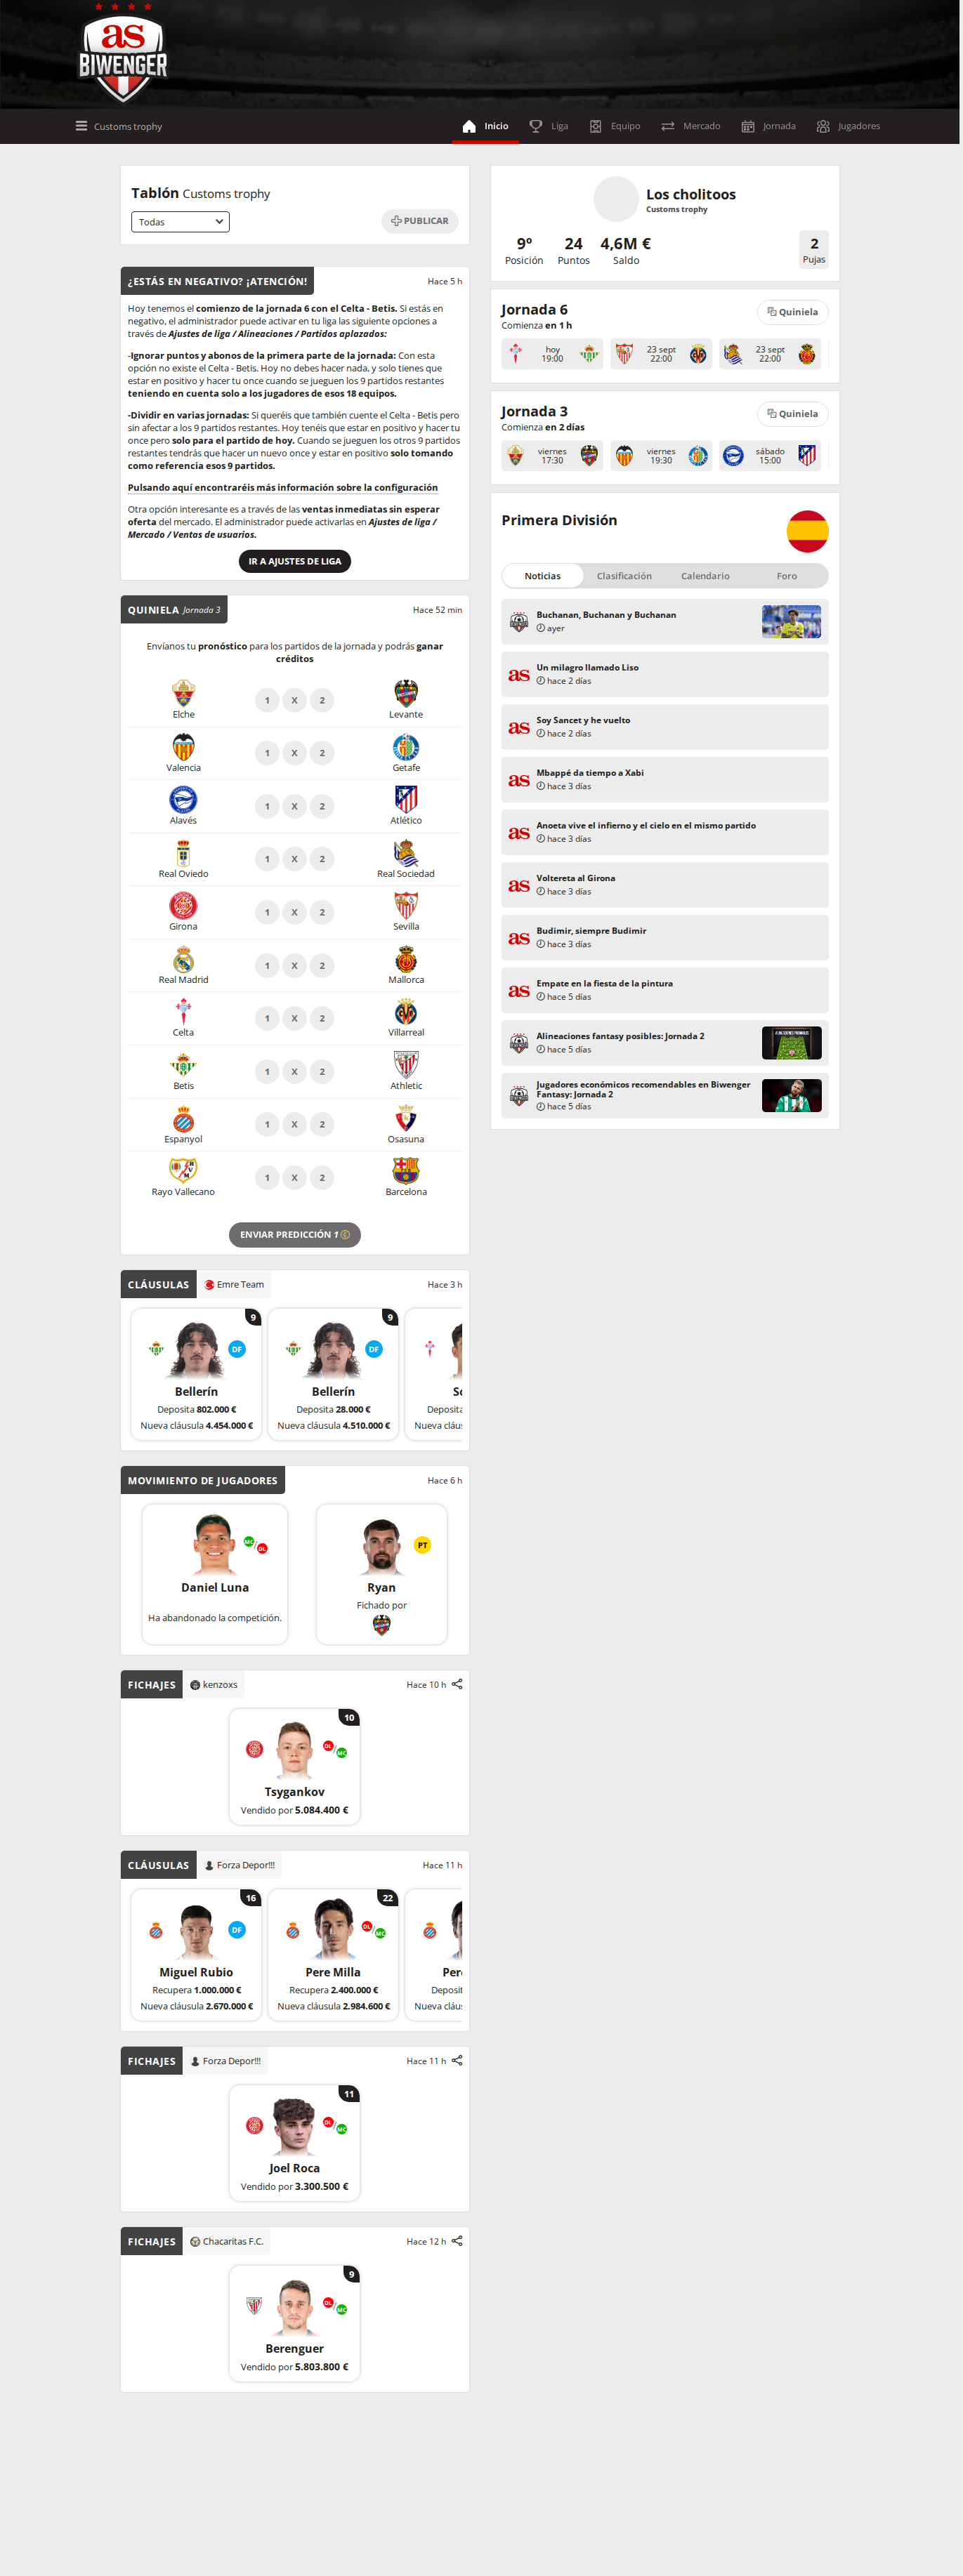 as
BIWENGER
Customs trophy
Inicio
Liga
Equipo
Mercado
Jornada
Jugadores
Tablón Customs trophy
Todas
PUBLICAR
¿ESTÁS EN NEGATIVO? ¡ATENCIÓN!
Hace 5 h
Hoy tenemos el comienzo de la jornada 6 con el Celta - Betis. Si estás en
negativo, el administrador puede activar en tu liga las siguiente opciones a
través de Ajustes de liga / Alineaciones / Partidos aplazados:
-Ignorar puntos y abonos de la primera parte de la jornada: Con esta
opción no existe el Celta - Betis. Hoy no debes hacer nada, y solo tienes que
estar en positivo y hacer tu once cuando se jueguen los 9 partidos restantes
teniendo en cuenta solo a los jugadores de esos 18 equipos.
-Dividir en varias jornadas: Si queréis que también cuente el Celta - Betis pero
sin afectar a los 9 partidos restantes. Hoy tenéis que estar en positivo y hacer tu
once pero solo para el partido de hoy. Cuando se jueguen los otros 9 partidos
restantes tendrás que hacer un nuevo once y estar en positivo solo tomando
como referencia esos 9 partidos.
Pulsando aquí encontraréis más información sobre la configuración
Otra opción interesante es a través de las ventas inmediatas sin esperar
oferta del mercado. El administrador puede activarlas en Ajustes de liga /
Mercado / Ventas de usuarios.
IR A AJUSTES DE LIGA
QUINIELA Jornada 3
Hace 52 min
Envíanos tu pronóstico para los partidos de la jornada y podrás ganar
créditos
Elche 1 X 2 Levante
Valencia 1 X 2 Getafe
Alavés 1 X 2 Atlético
Real Oviedo 1 X 2 Real Sociedad
Girona 1 X 2 Sevilla
Real Madrid 1 X 2 Mallorca
Celta 1 X 2 Villarreal
Betis 1 X 2 Athletic
Espanyol 1 X 2 Osasuna
Rayo Vallecano 1 X 2 Barcelona
ENVIAR PREDICCIÓN 1
CLÁUSULAS
Emre Team
Hace 3 h
9
DF
Bellerín
Deposita 802.000 €
Nueva cláusula 4.454.000 €
9
DF
Bellerín
Deposita 28.000 €
Nueva cláusula 4.510.000 €
So
Deposita
Nueva cláus
MOVIMIENTO DE JUGADORES
Hace 6 h
MC
DL
Daniel Luna
Ha abandonado la competición.
PT
Ryan
Fichado por
FICHAJES
kenzoxs
Hace 10 h
10
DL
MC
Tsygankov
Vendido por 5.084.400 €
CLÁUSULAS
Forza Depor!!!
Hace 11 h
16
DF
Miguel Rubio
Recupera 1.000.000 €
Nueva cláusula 2.670.000 €
22
DL
MC
Pere Milla
Recupera 2.400.000 €
Nueva cláusula 2.984.600 €
Per
Deposit
Nueva cláus
FICHAJES
Forza Depor!!!
Hace 11 h
11
DL
MC
Joel Roca
Vendido por 3.300.500 €
FICHAJES
Chacaritas F.C.
Hace 12 h
9
DL
MC
Berenguer
Vendido por 5.803.800 €
Los cholitoos
Customs trophy
9º
Posición
24
Puntos
4,6M €
Saldo
2
Pujas
Jornada 6
Comienza en 1 h
Quiniela
hoy
19:00
23 sept
22:00
23 sept
22:00
Jornada 3
Comienza en 2 días
Quiniela
viernes
17:30
viernes
19:30
sábado
15:00
Primera División
Noticias
Clasificación
Calendario
Foro
Buchanan, Buchanan y Buchanan
ayer
as
Un milagro llamado Liso
hace 2 días
as
Soy Sancet y he vuelto
hace 2 días
as
Mbappé da tiempo a Xabi
hace 3 días
as
Anoeta vive el infierno y el cielo en el mismo partido
hace 3 días
as
Voltereta al Girona
hace 3 días
as
Budimir, siempre Budimir
hace 3 días
as
Empate en la fiesta de la pintura
hace 5 días
Alineaciones fantasy posibles: Jornada 2
hace 5 días
Jugadores económicos recomendables en Biwenger
Fantasy: Jornada 2
hace 5 días